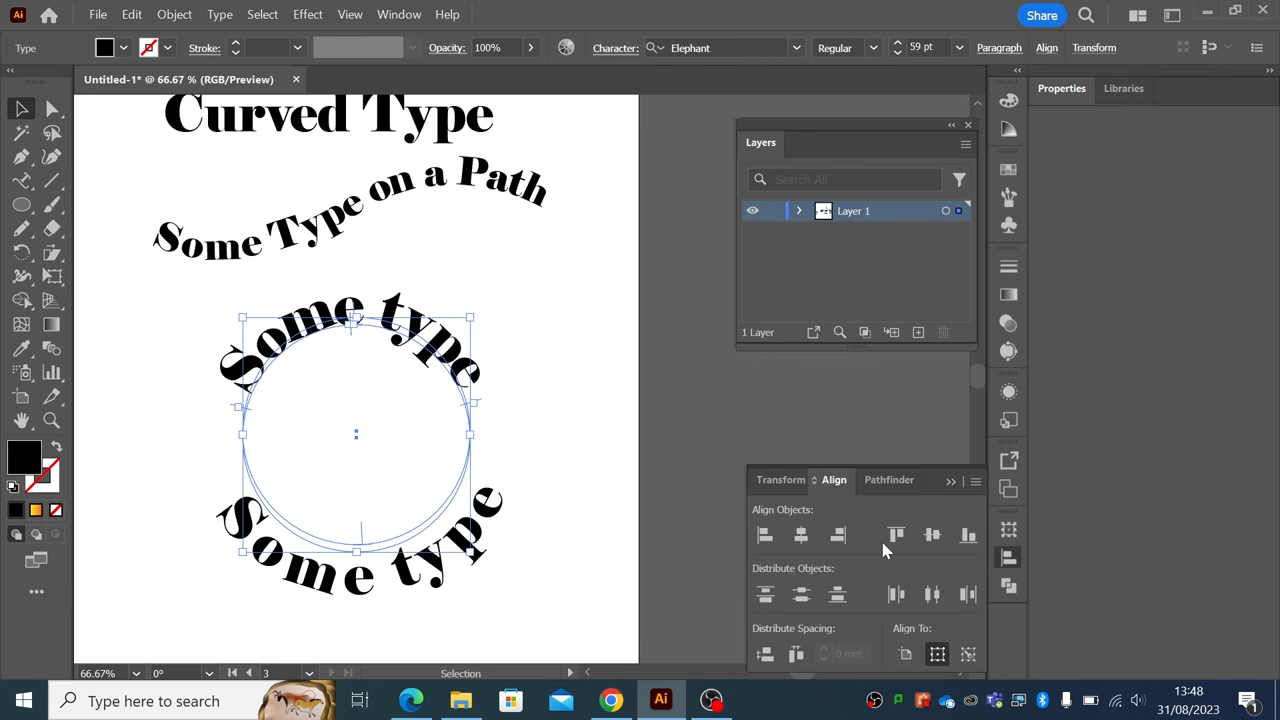 Ai
File Edit Object Type Select Effect View Window Help
Share
Type
Stroke:
Opacity: 100%
Character: Elephant
Regular
59 pt
Paragraph
Align
Transform
Untitled-1* @ 66.67 % (RGB/Preview)
Properties Libraries
Curved Type
Some Type on a Path
Some type
Some type
Layers
Search All
Layer 1
1 Layer
Transform Align Pathfinder
Align Objects:
Distribute Objects:
Distribute Spacing: Align To:
0 mm
66.67% 0° 3 Selection
Type here to search
Ai
13:48
31/08/2023
1